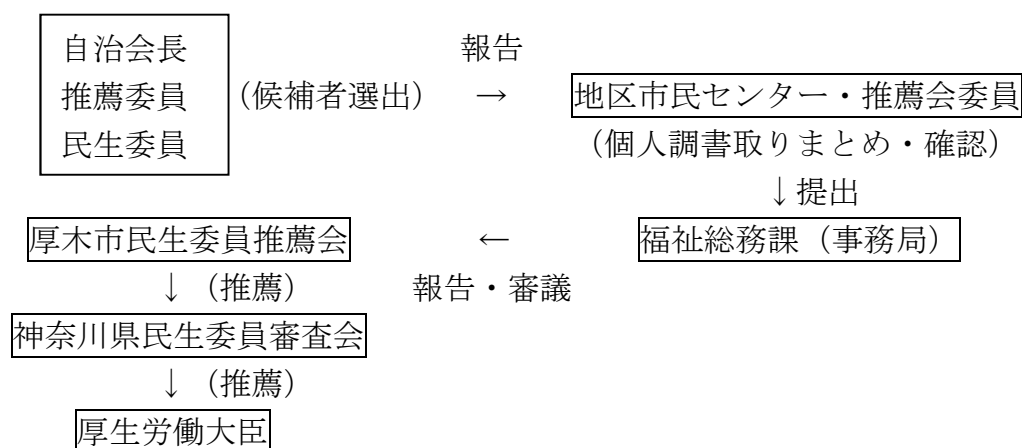 自治会長 報告
推薦委員 (候補者選出) → 地区市民センター・推薦会委員
民生委員 (個人調書取りまとめ・確認)
↓提出
厚木市民生委員推薦会 ← 福祉総務課(事務局)
↓(推薦) 報告・審議
神奈川県民生委員審査会
↓(推薦)
厚生労働大臣